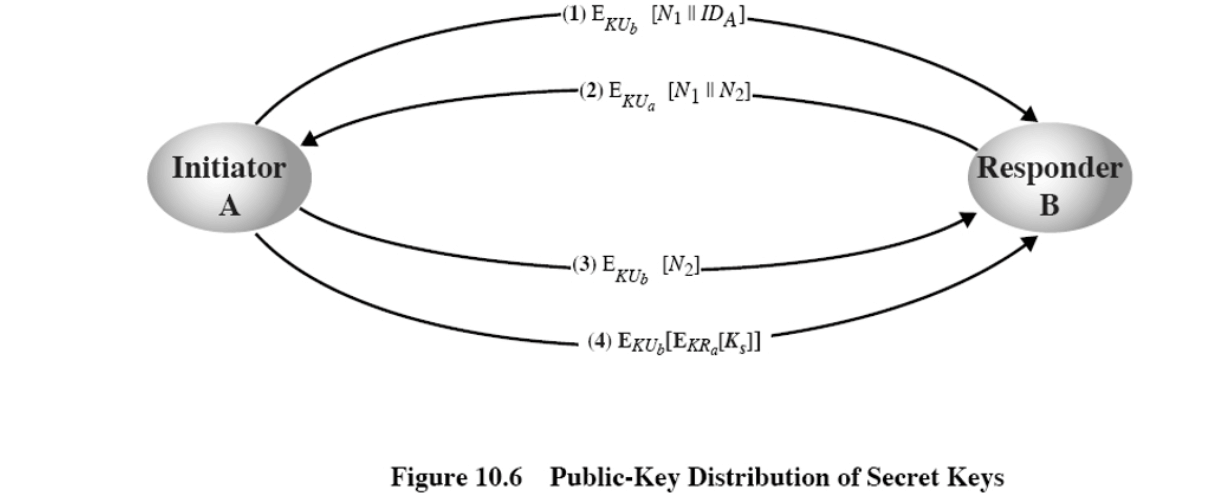 (1) E_{KU_b} [N_1 || ID_A]
(2) E_{KU_a} [N_1 || N_2]
Initiator
A
Responder
B
(3) E_{KU_b} [N_2]
(4) E_{KU_b}[E_{KR_a}[K_s]]
Figure 10.6 Public-Key Distribution of Secret Keys